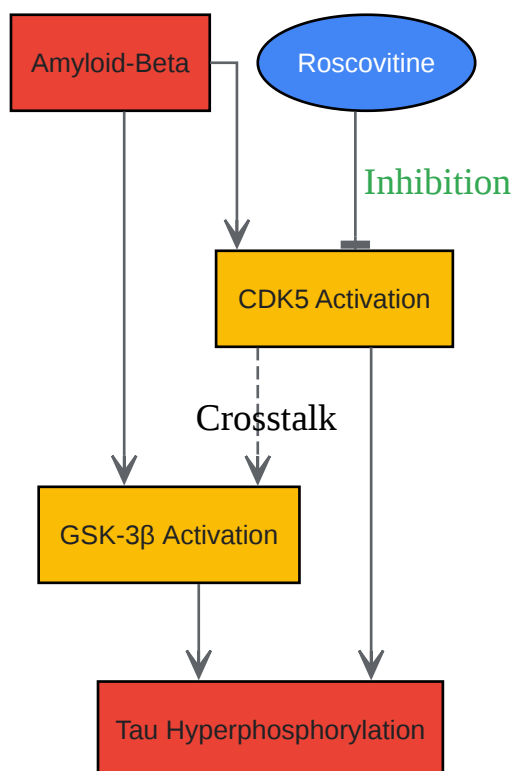 Amyloid-Beta
Roscovitine
Inhibition
CDK5 Activation
Crosstalk
GSK-3β Activation
Tau Hyperphosphorylation